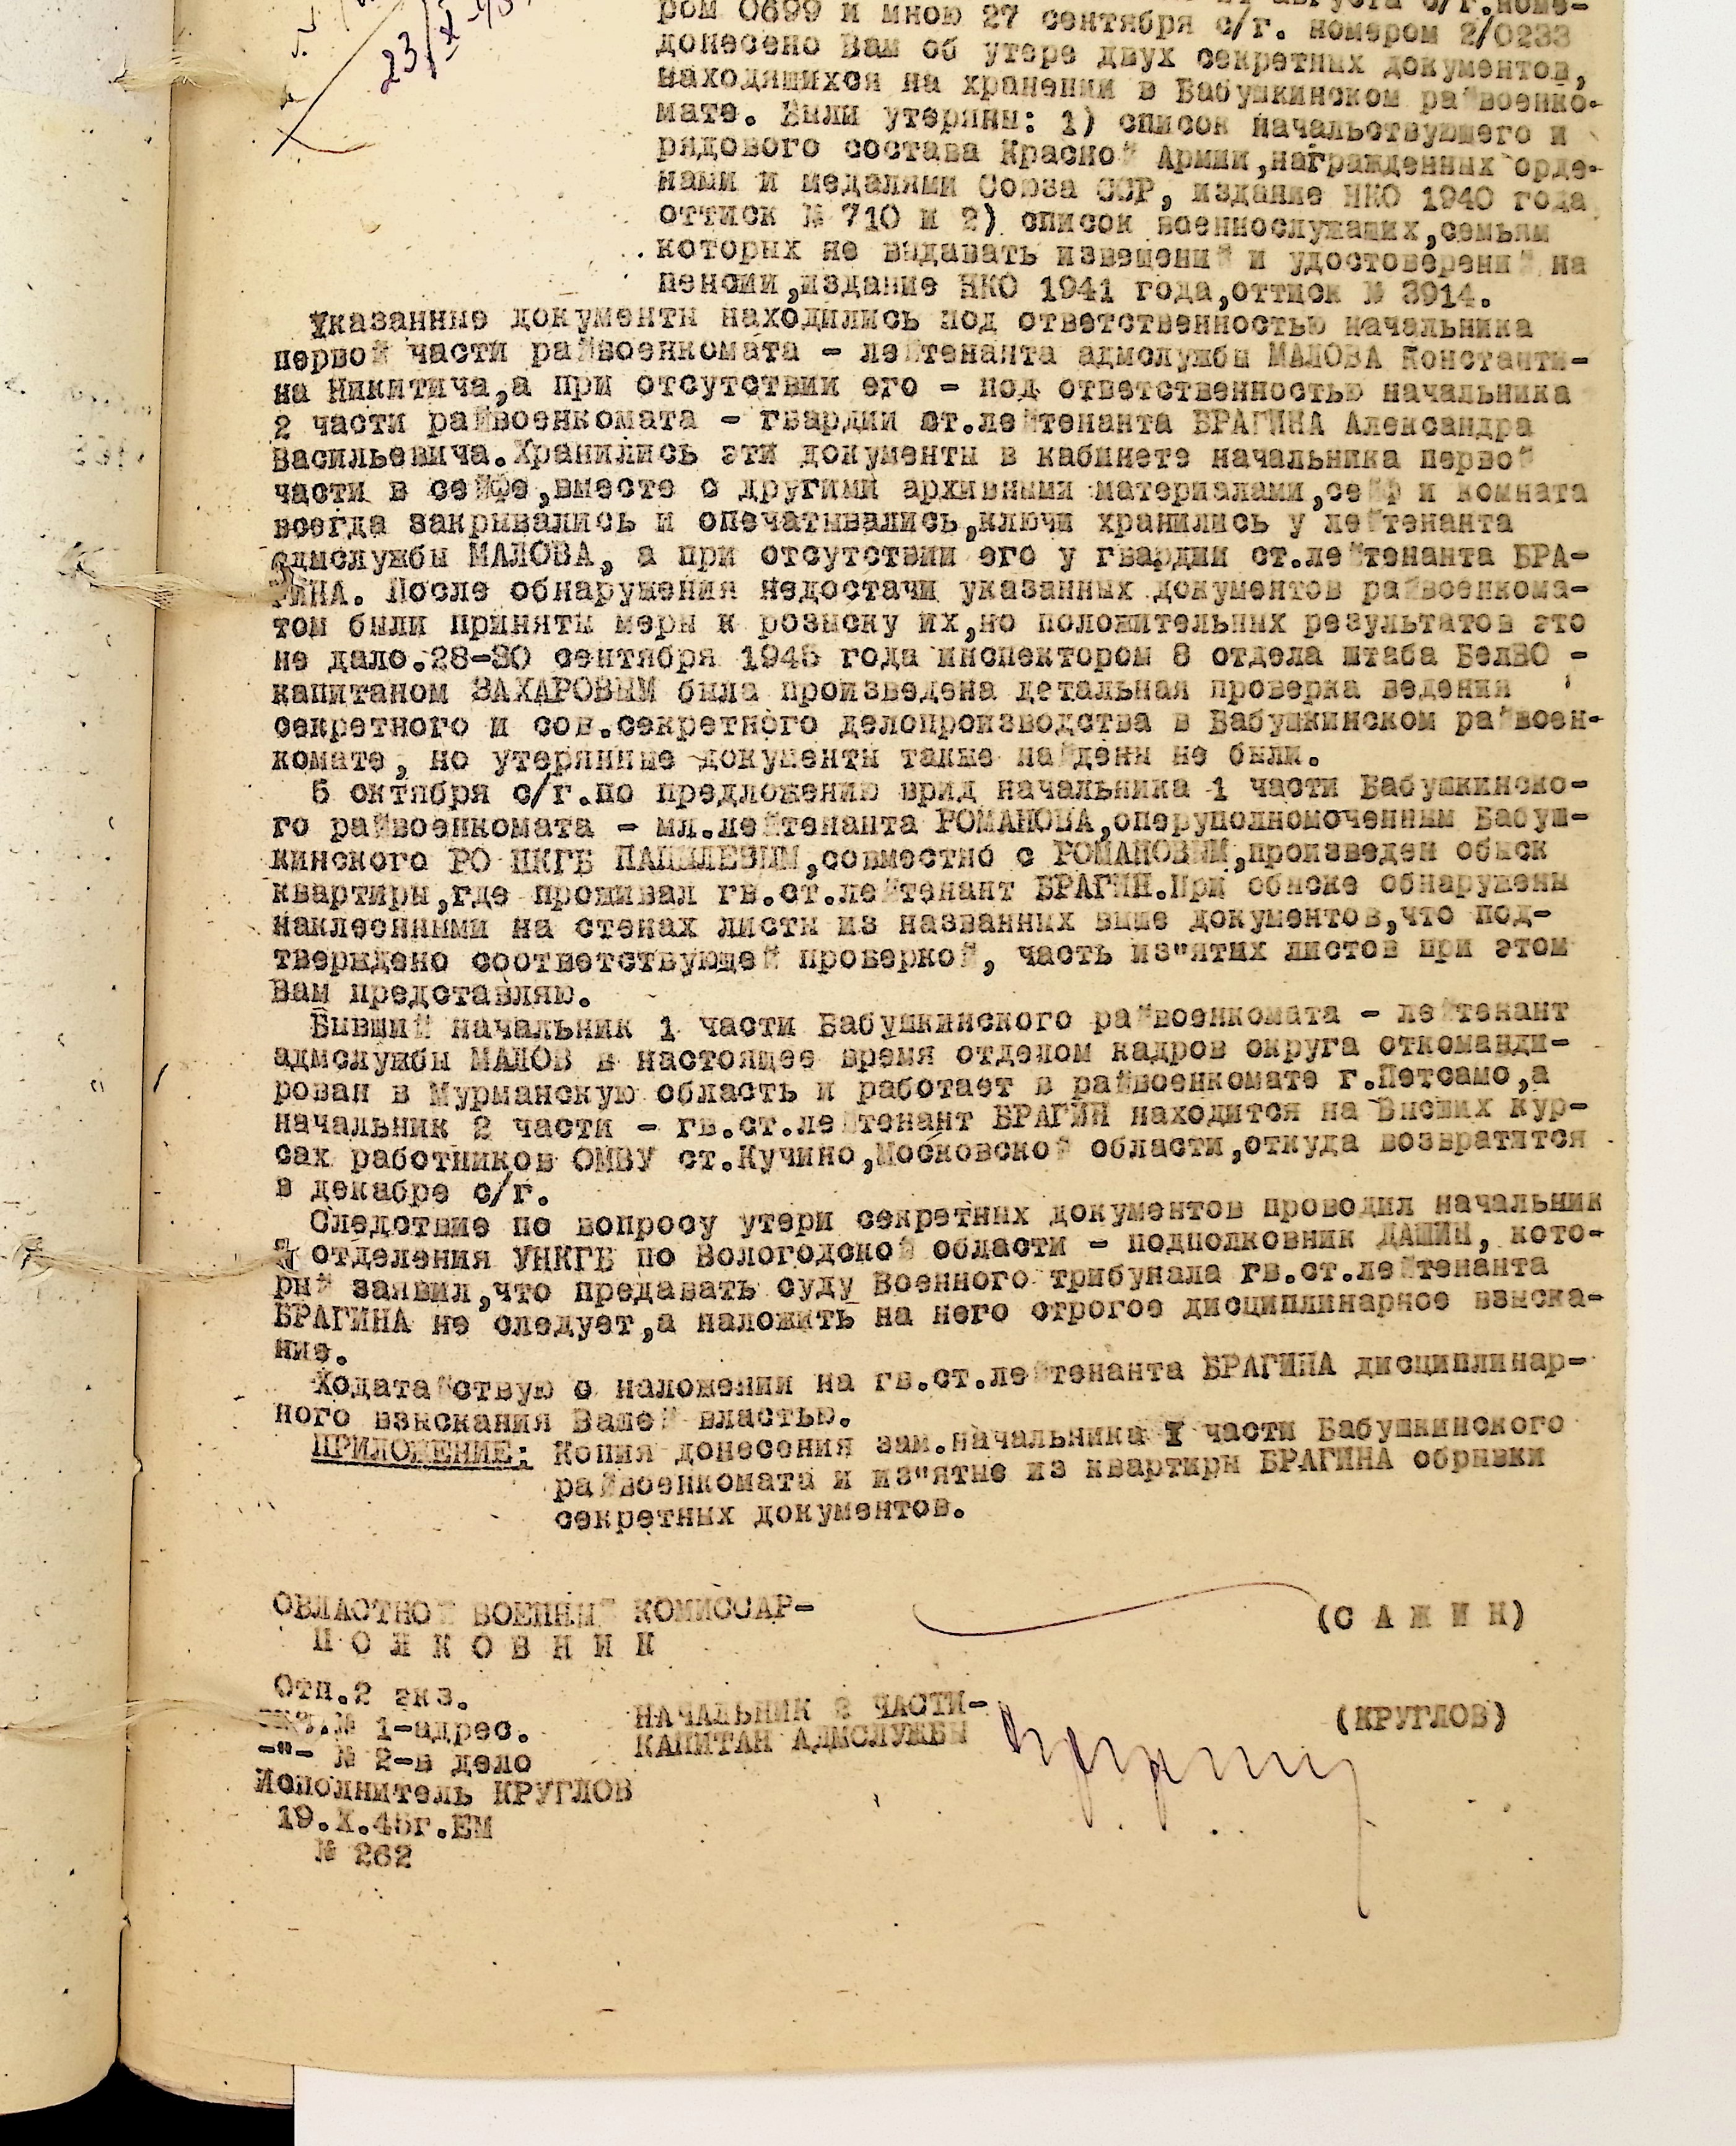 23/X-45
ром 0699 и мною 27 сентября с/г. номером 2/0233
донесено Вам об утере двух секретных документов,
находящихся на хранении в Бабушкинском райвоенко-
мате. Были утеряны: 1) список начальствующего и
рядового состава Красной Армии,награжденных орде-
нами и медалями Союза ССР, издание НКО 1940 года
оттиск № 710 и 2) список военнослужащих,семьям
которых не выдавать извещений и удостоверений на
пенсии,издание НКО 1941 года,оттиск № 3914.
Указанные документы находились под ответственностью начальника
первой части райвоенкомата - лейтенанта адмслужбы МАЛОВА Константи-
на Никитича,а при отсутствии его - под ответственностью начальника
2 части райвоенкомата - гвардии ст.лейтенанта БРАГИНА Александра
Васильевича.Хранились эти документы в кабинете начальника первой
части в сейфе,вместе с другими архивными материалами,сейф и комната
всегда закрывались и опечатывались,ключи хранились у лейтенанта
адмслужбы МАЛОВА, а при отсутствии его у гвардии ст.лейтенанта БРА-
ГИНА. После обнаружения недостачи указанных документов райвоенкома-
том были приняты меры к розыску их,но положительных результатов это
не дало.28-30 сентября 1945 года инспектором 8 отдела штаба БелВО -
капитаном ЗАХАРОВЫМ была произведена детальная проверка ведения
секретного и сов.секретного делопроизводства в Бабушкинском райвоен-
комате, но утерянные документы также найдены не были.
5 октября с/г.по предложению врид начальника 1 части Бабушкинско-
го райвоенкомата - мл.лейтенанта РОМАНОВА,оперуполномоченным Бабуш-
кинского РО НКГБ ПАНЫЛЕВЫМ,совместно с РОМАНОВЫМ,произведен обыск
квартиры,где проживал гв.ст.лейтенант БРАГИН.При обыске обнаружены
наклеенными на стенах листы из названных выше документов,что под-
тверждено соответствующей проверкой, часть из"ятых листов при этом
Вам представляю.
Бывший начальник 1 части Бабушкинского райвоенкомата - лейтенант
адмслужбы МАЛОВ в настоящее время отделом кадров округа откоманди-
рован в Мурманскую область и работает в райвоенкомате г.Петсамо,а
начальник 2 части - гв.ст.лейтенант БРАГИН находится на Высших кур-
сах работников ОМВУ ст.Кучино,Московской области,откуда возвратится
в декабре с/г.
Следствие по вопросу утери секретных документов проводил начальник
отделения УНКГБ по Вологодской области - подполковник ДАШИН, кото-
рый заявил,что предавать суду Военного трибунала гв.ст.лейтенанта
БРАГИНА не следует,а наложить на него строгое дисциплинарное взыска-
ние.
Ходатайствую о наложении на гв.ст.лейтенанта БРАГИНА дисциплинар-
ного взыскания Вашей властью.
ПРИЛОЖЕНИЕ: Копия донесения зам.начальника I части Бабушкинского
райвоенкомата и из"ятые из квартиры БРАГИНА обрывки
секретных документов.
ОБЛАСТНОЙ ВОЕННЫЙ КОМИССАР-
П О Л К О В Н И К
(С А Ж И Н)
Отп.2 экз.
экз.№ 1-адрес.
-"- № 2-в дело
Исполнитель КРУГЛОВ
19.X.45г.ЕМ
№ 262
НАЧАЛЬНИК 2 ЧАСТИ-
КАПИТАН АДМСЛУЖБЫ
(КРУГЛОВ)